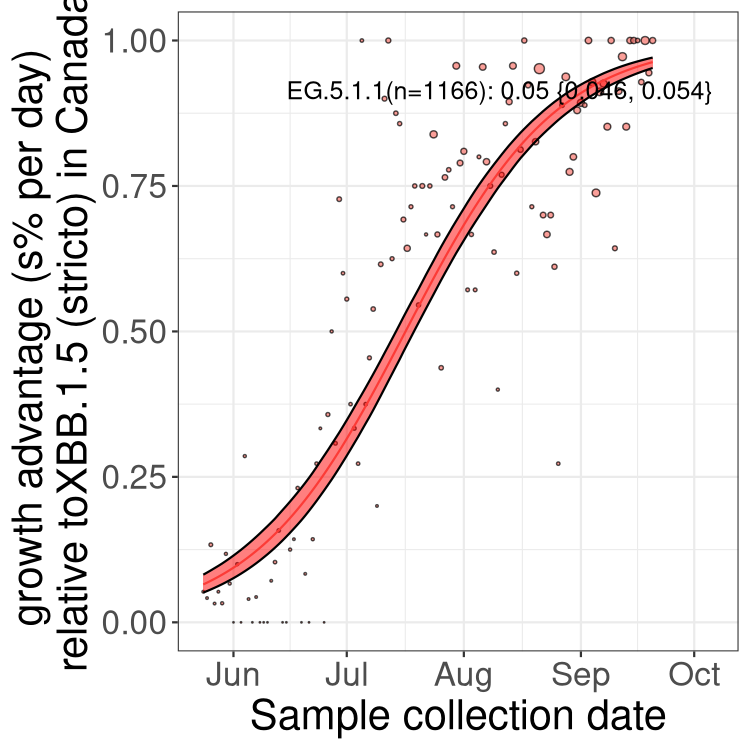 growth advantage (s% per day)
relative toXBB.1.5 (stricto) in Canada
1.00
0.75
0.50
0.25
0.00
EG.5.1.1(n=1166): 0.05 {0.046, 0.054}
Jun Jul Aug Sep Oct
Sample collection date